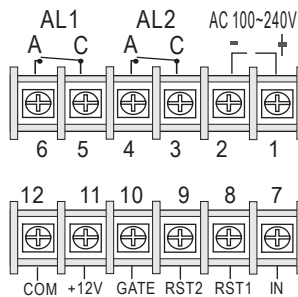 AL1 AL2 AC 100~240V
A C A C - +
6 5 4 3 2 1
12 11 10 9 8 7
COM +12V GATE RST2 RST1 IN